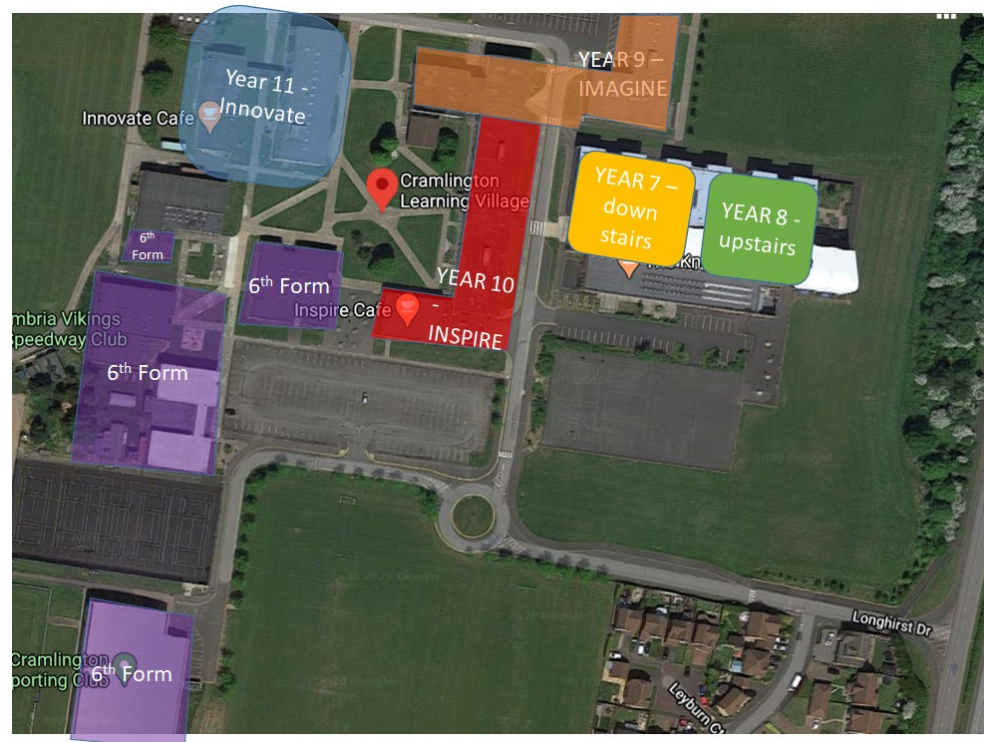 YEAR 9 –
IMAGINE
Year 11 -
Innovate
Innovate Cafe
Cramlington
Learning Village
YEAR 7 –
down
stairs
YEAR 8 -
upstairs
6th
Form
6th Form
YEAR 10
-
INSPIRE
Inspire Cafe
mbria Vikings
Speedway Club
6th Form
Longhirst Dr
Cramlington
porting Club
6th Form
Leyburn Ct